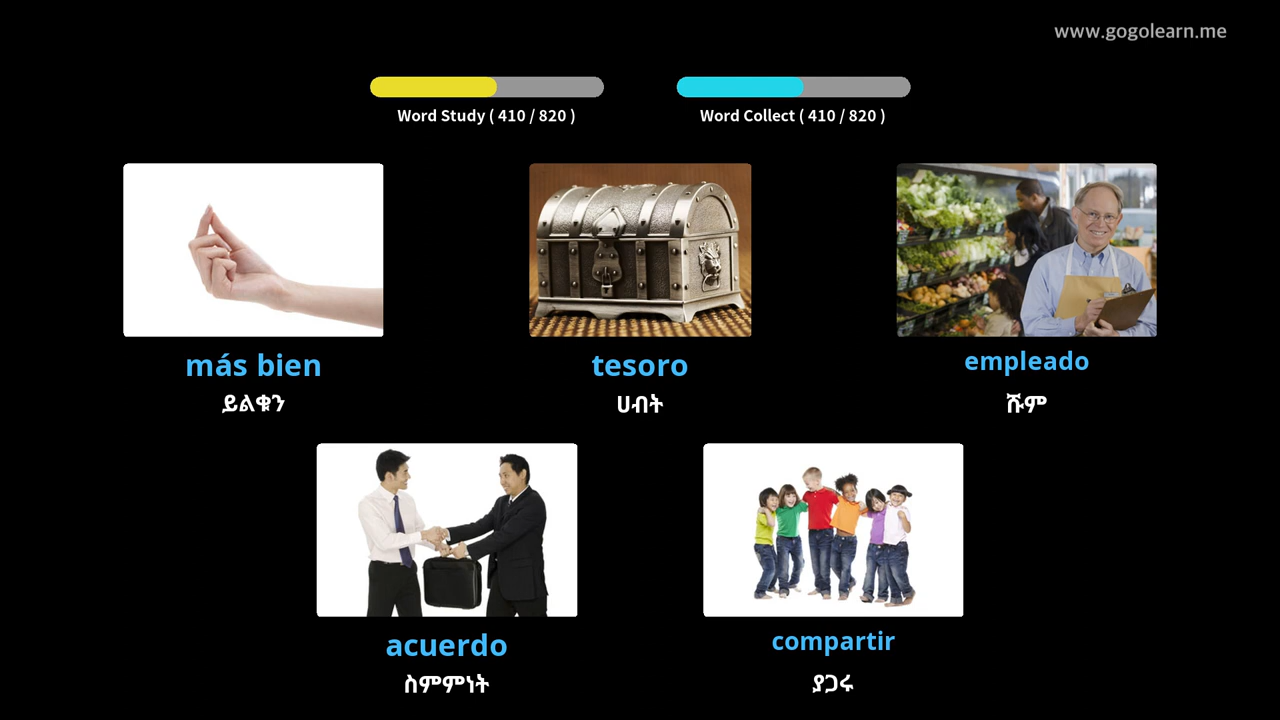 www.gogolearn.me
Word Study ( 410 / 820 )
Word Collect ( 410 / 820 )
más bien
ይልቁን
tesoro
ሀብት
empleado
ሹም
acuerdo
ስምምነት
compartir
ያጋሩ